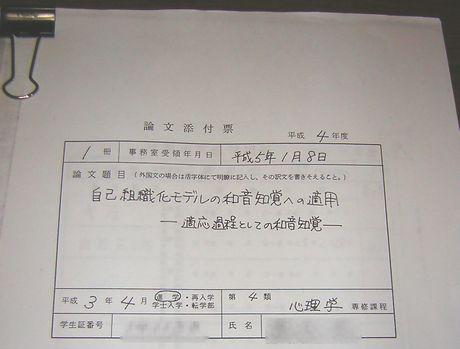 論文添付票
平成 4年度
1冊 事務室受領年月日 平成5年1月8日
論文題目(外国文の場合は活字体にて明瞭に記入し、その訳文を書きそえること。)
自己組織化モデルの和音知覚への適用
―適応過程としての和音知覚―
平成 3年 4月 進学・再入学 第4類 心理学 専修課程
学士入学・転学部
学生証番号 氏名